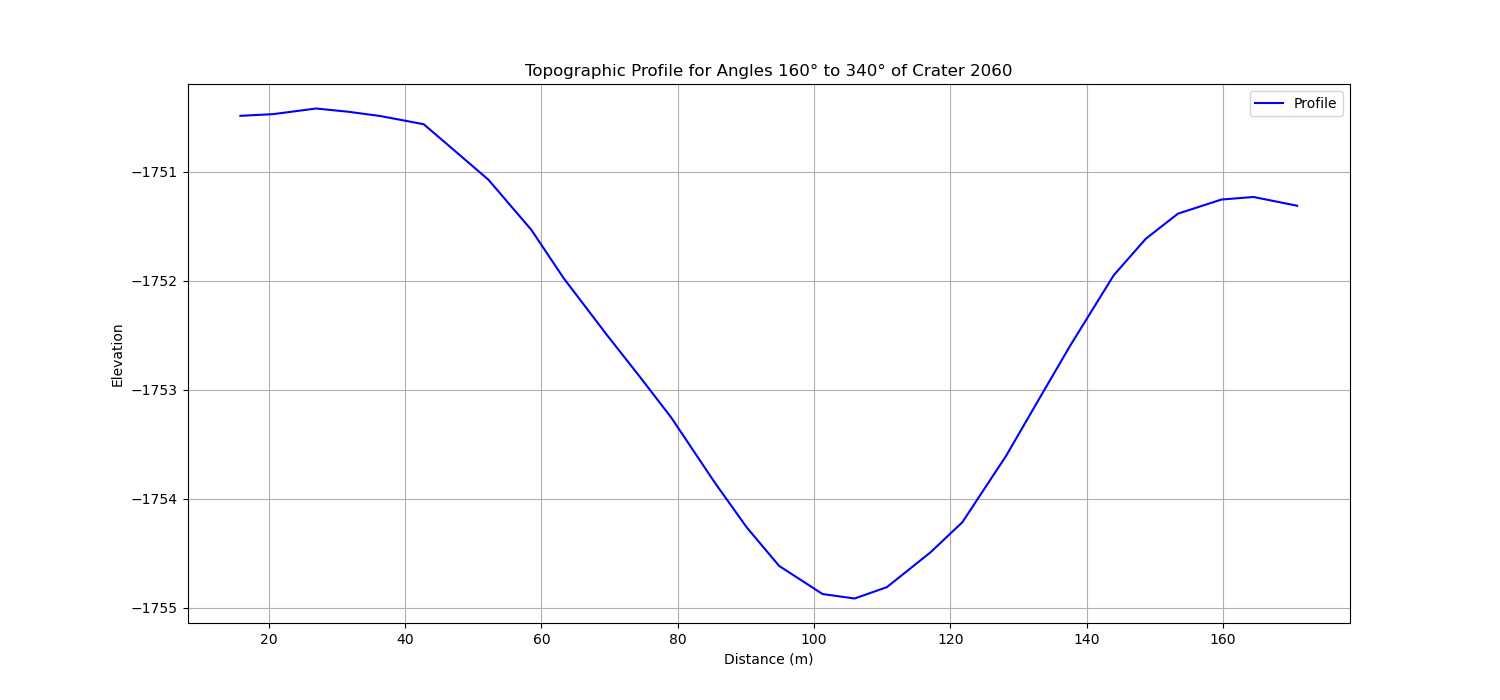 Topographic Profile for Angles 160° to 340° of Crater 2060
Profile
−1751
−1752
−1753
−1754
−1755
Elevation
20 40 60 80 100 120 140 160
Distance (m)